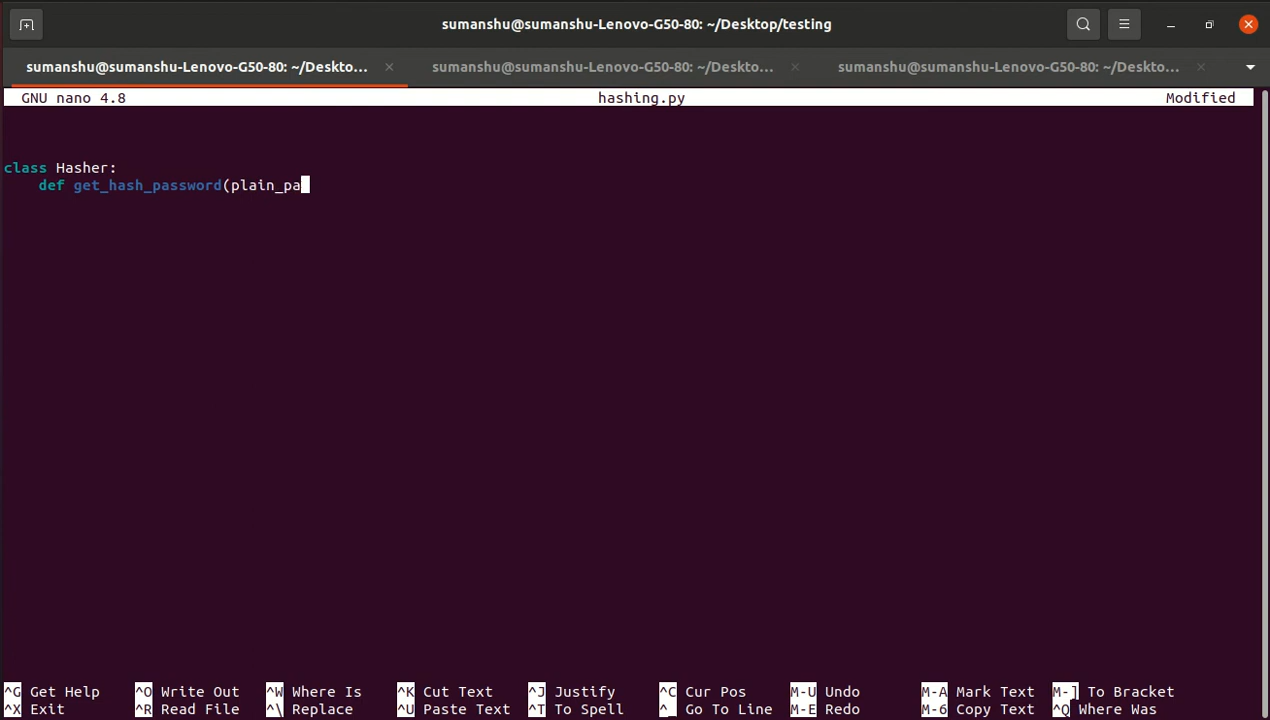 sumanshu@sumanshu-Lenovo-G50-80: ~/Desktop/testing
sumanshu@sumanshu-Lenovo-G50-80: ~/Deskto... sumanshu@sumanshu-Lenovo-G50-80: ~/Deskto... sumanshu@sumanshu-Lenovo-G50-80: ~/Deskto...
GNU nano 4.8 hashing.py Modified
class Hasher:
    def get_hash_password(plain_pa
^G Get Help ^O Write Out ^W Where Is ^K Cut Text ^J Justify ^C Cur Pos M-U Undo M-A Mark Text M-] To Bracket
^X Exit ^R Read File ^\ Replace ^U Paste Text ^T To Spell ^_ Go To Line M-E Redo M-6 Copy Text ^Q Where Was